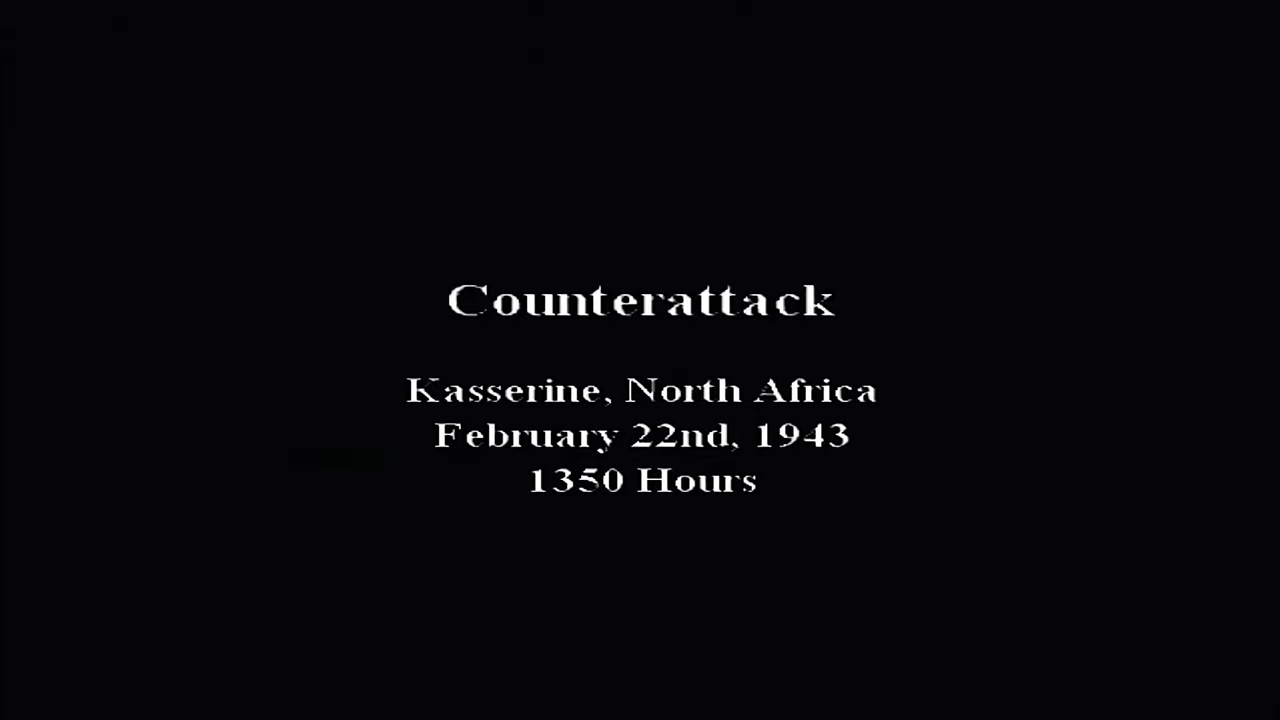 Counterattack
Kasserine, North Africa
February 22nd, 1943
1350 Hours